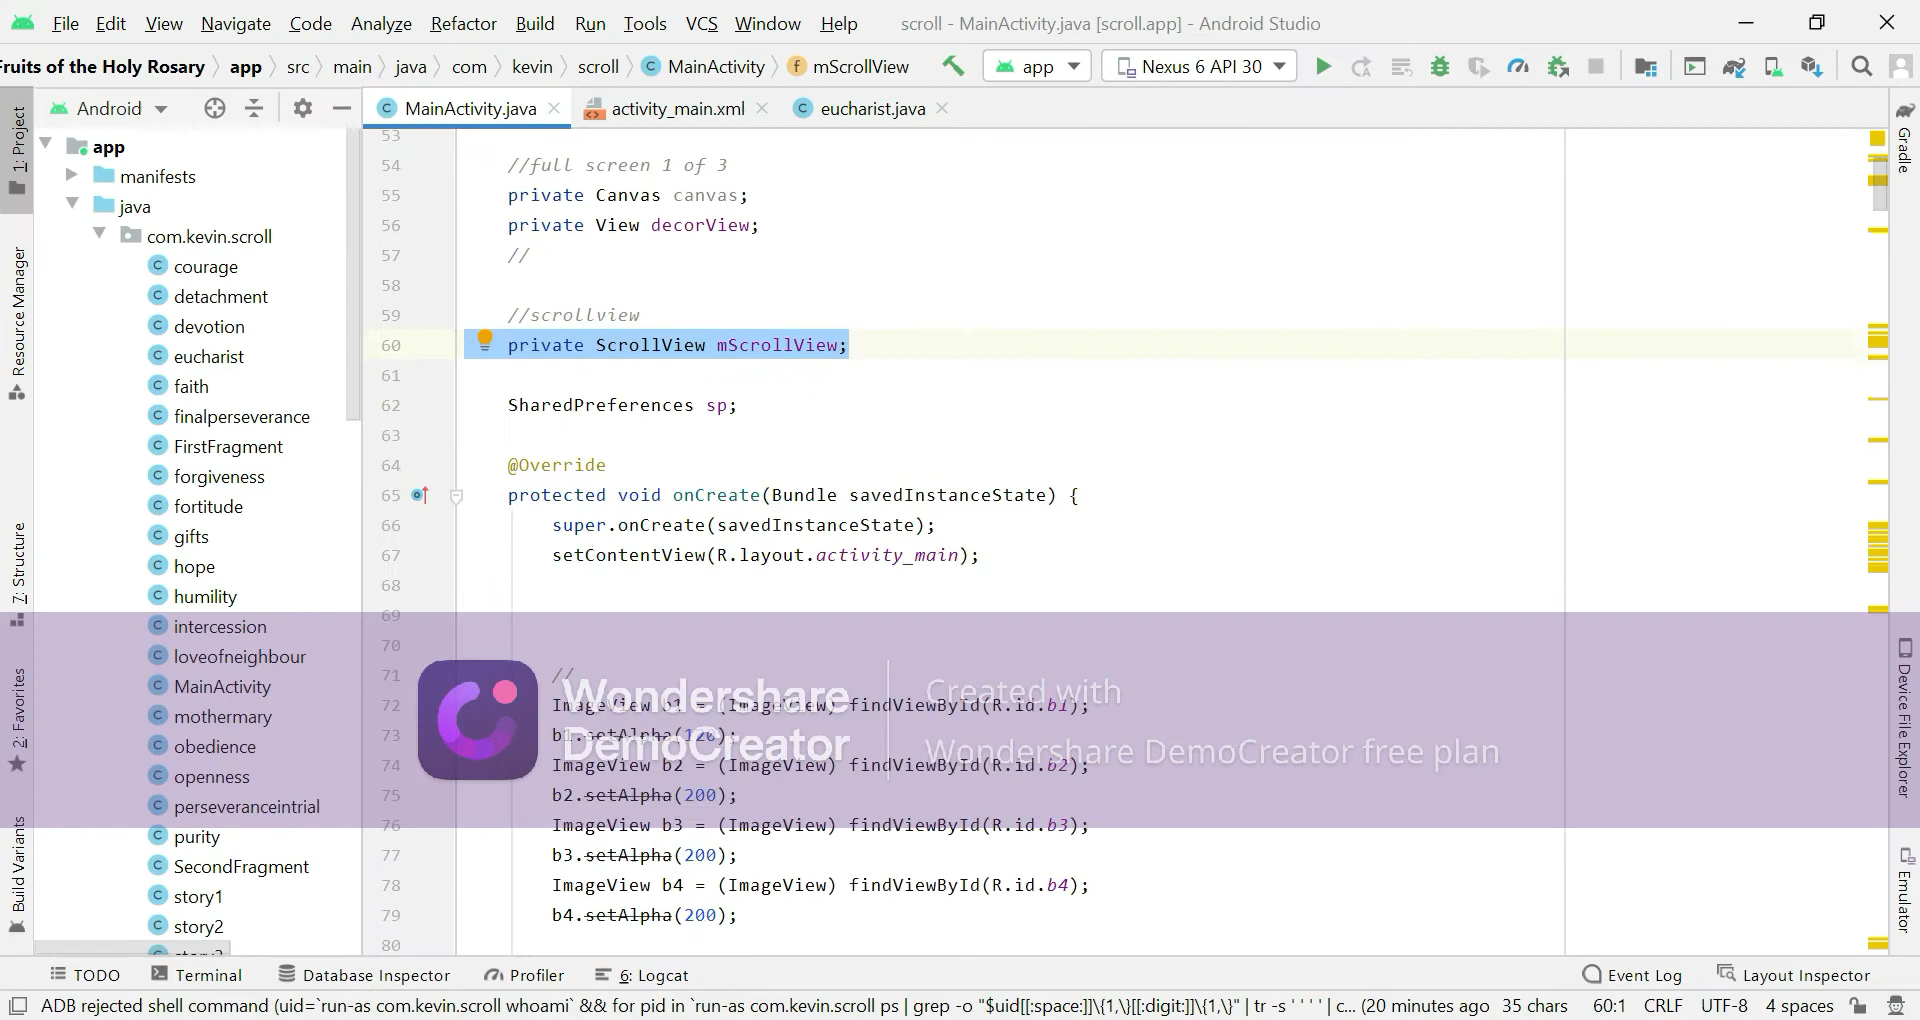 File Edit View Navigate Code Analyze Refactor Build Run Tools VCS Window Help scroll - MainActivity.java [scroll.app] - Android Studio
Fruits of the Holy Rosary app src main java com kevin scroll MainActivity mScrollView app Nexus 6 API 30
Android MainActivity.java activity_main.xml eucharist.java
1: Project
Resource Manager
7: Structure
2: Favorites
Build Variants
app
manifests
java
com.kevin.scroll
courage
detachment
devotion
eucharist
faith
finalperseverance
FirstFragment
forgiveness
fortitude
gifts
hope
humility
intercession
loveofneighbour
MainActivity
mothermary
obedience
openness
perseveranceintrial
purity
SecondFragment
story1
story2
53
54 //full screen 1 of 3
55 private Canvas canvas;
56 private View decorView;
57 //
58
59 //scrollview
60 private ScrollView mScrollView;
61
62 SharedPreferences sp;
63
64 @Override
65 protected void onCreate(Bundle savedInstanceState) {
66 super.onCreate(savedInstanceState);
67 setContentView(R.layout.activity_main);
68
69
70
71 //
72 ImageView b1 = (ImageView) findViewById(R.id.b1);
73 b1.setAlpha(120);
74 ImageView b2 = (ImageView) findViewById(R.id.b2);
75 b2.setAlpha(200);
76 ImageView b3 = (ImageView) findViewById(R.id.b3);
77 b3.setAlpha(200);
78 ImageView b4 = (ImageView) findViewById(R.id.b4);
79 b4.setAlpha(200);
80
Wondershare
DemoCreator
Created with
Wondershare DemoCreator free plan
Gradle
Device File Explorer
Emulator
TODO Terminal Database Inspector Profiler 6: Logcat Event Log Layout Inspector
ADB rejected shell command (uid=`run-as com.kevin.scroll whoami` && for pid in `run-as com.kevin.scroll ps | grep -o "$uid[[:space:]]\{1,\}[[:digit:]]\{1,\}" | tr -s ' ' ' ' | c... (20 minutes ago 35 chars 60:1 CRLF UTF-8 4 spaces